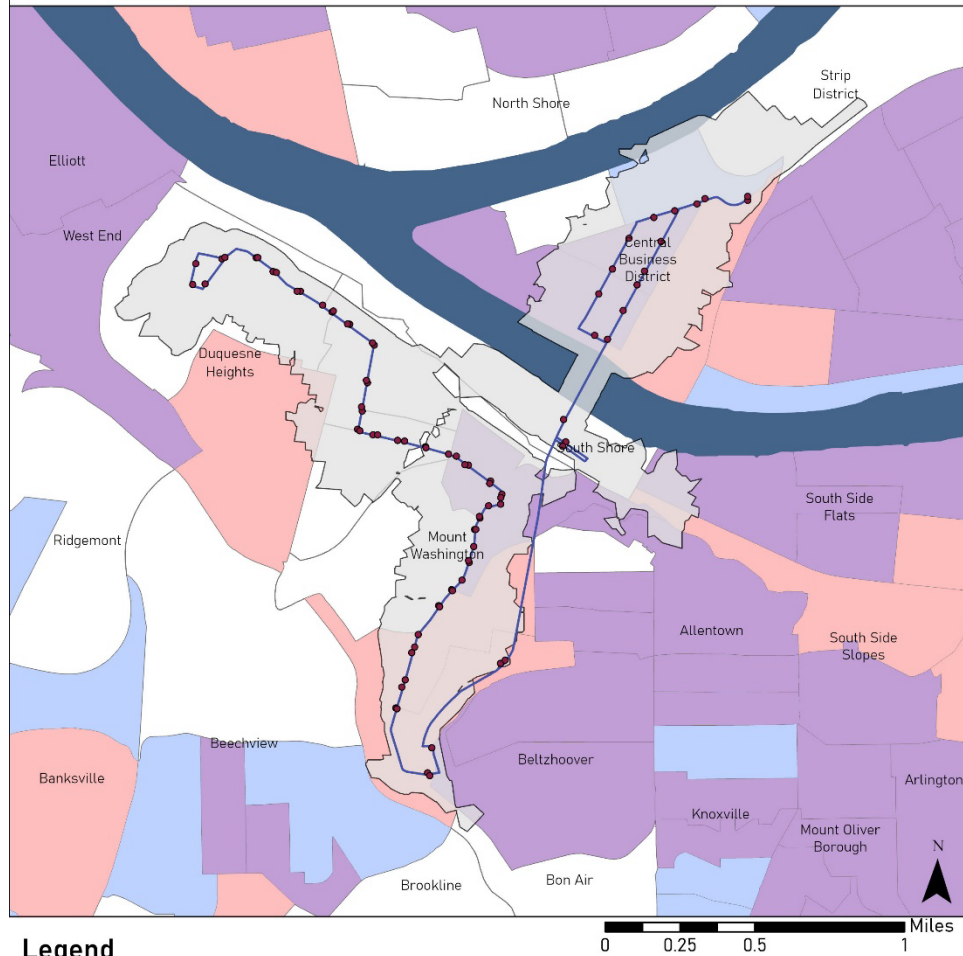 Strip
District
North Shore
Elliott
West End
Central
Business
District
Duquesne
Heights
South Shore
South Side
Flats
Ridgemont
Mount
Washington
Allentown
South Side
Slopes
Beechview
Banksville
Beltzhoover
Arlington
Knoxville
Mount Oliver
Borough
Brookline
Bon Air
N
Miles
0 0.25 0.5 1
Legend